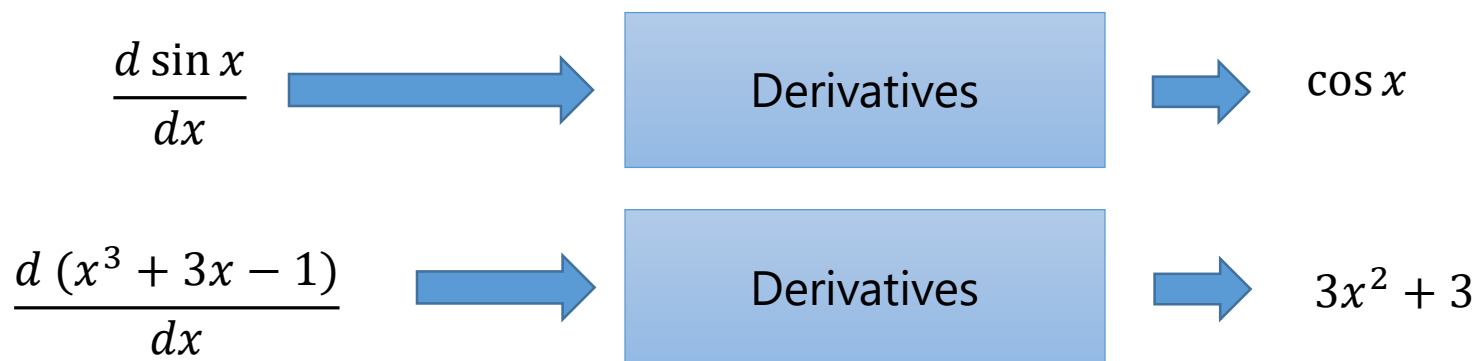 d sin x
dx
Derivatives
cos x
d (x³ + 3x − 1)
dx
Derivatives
3x² + 3